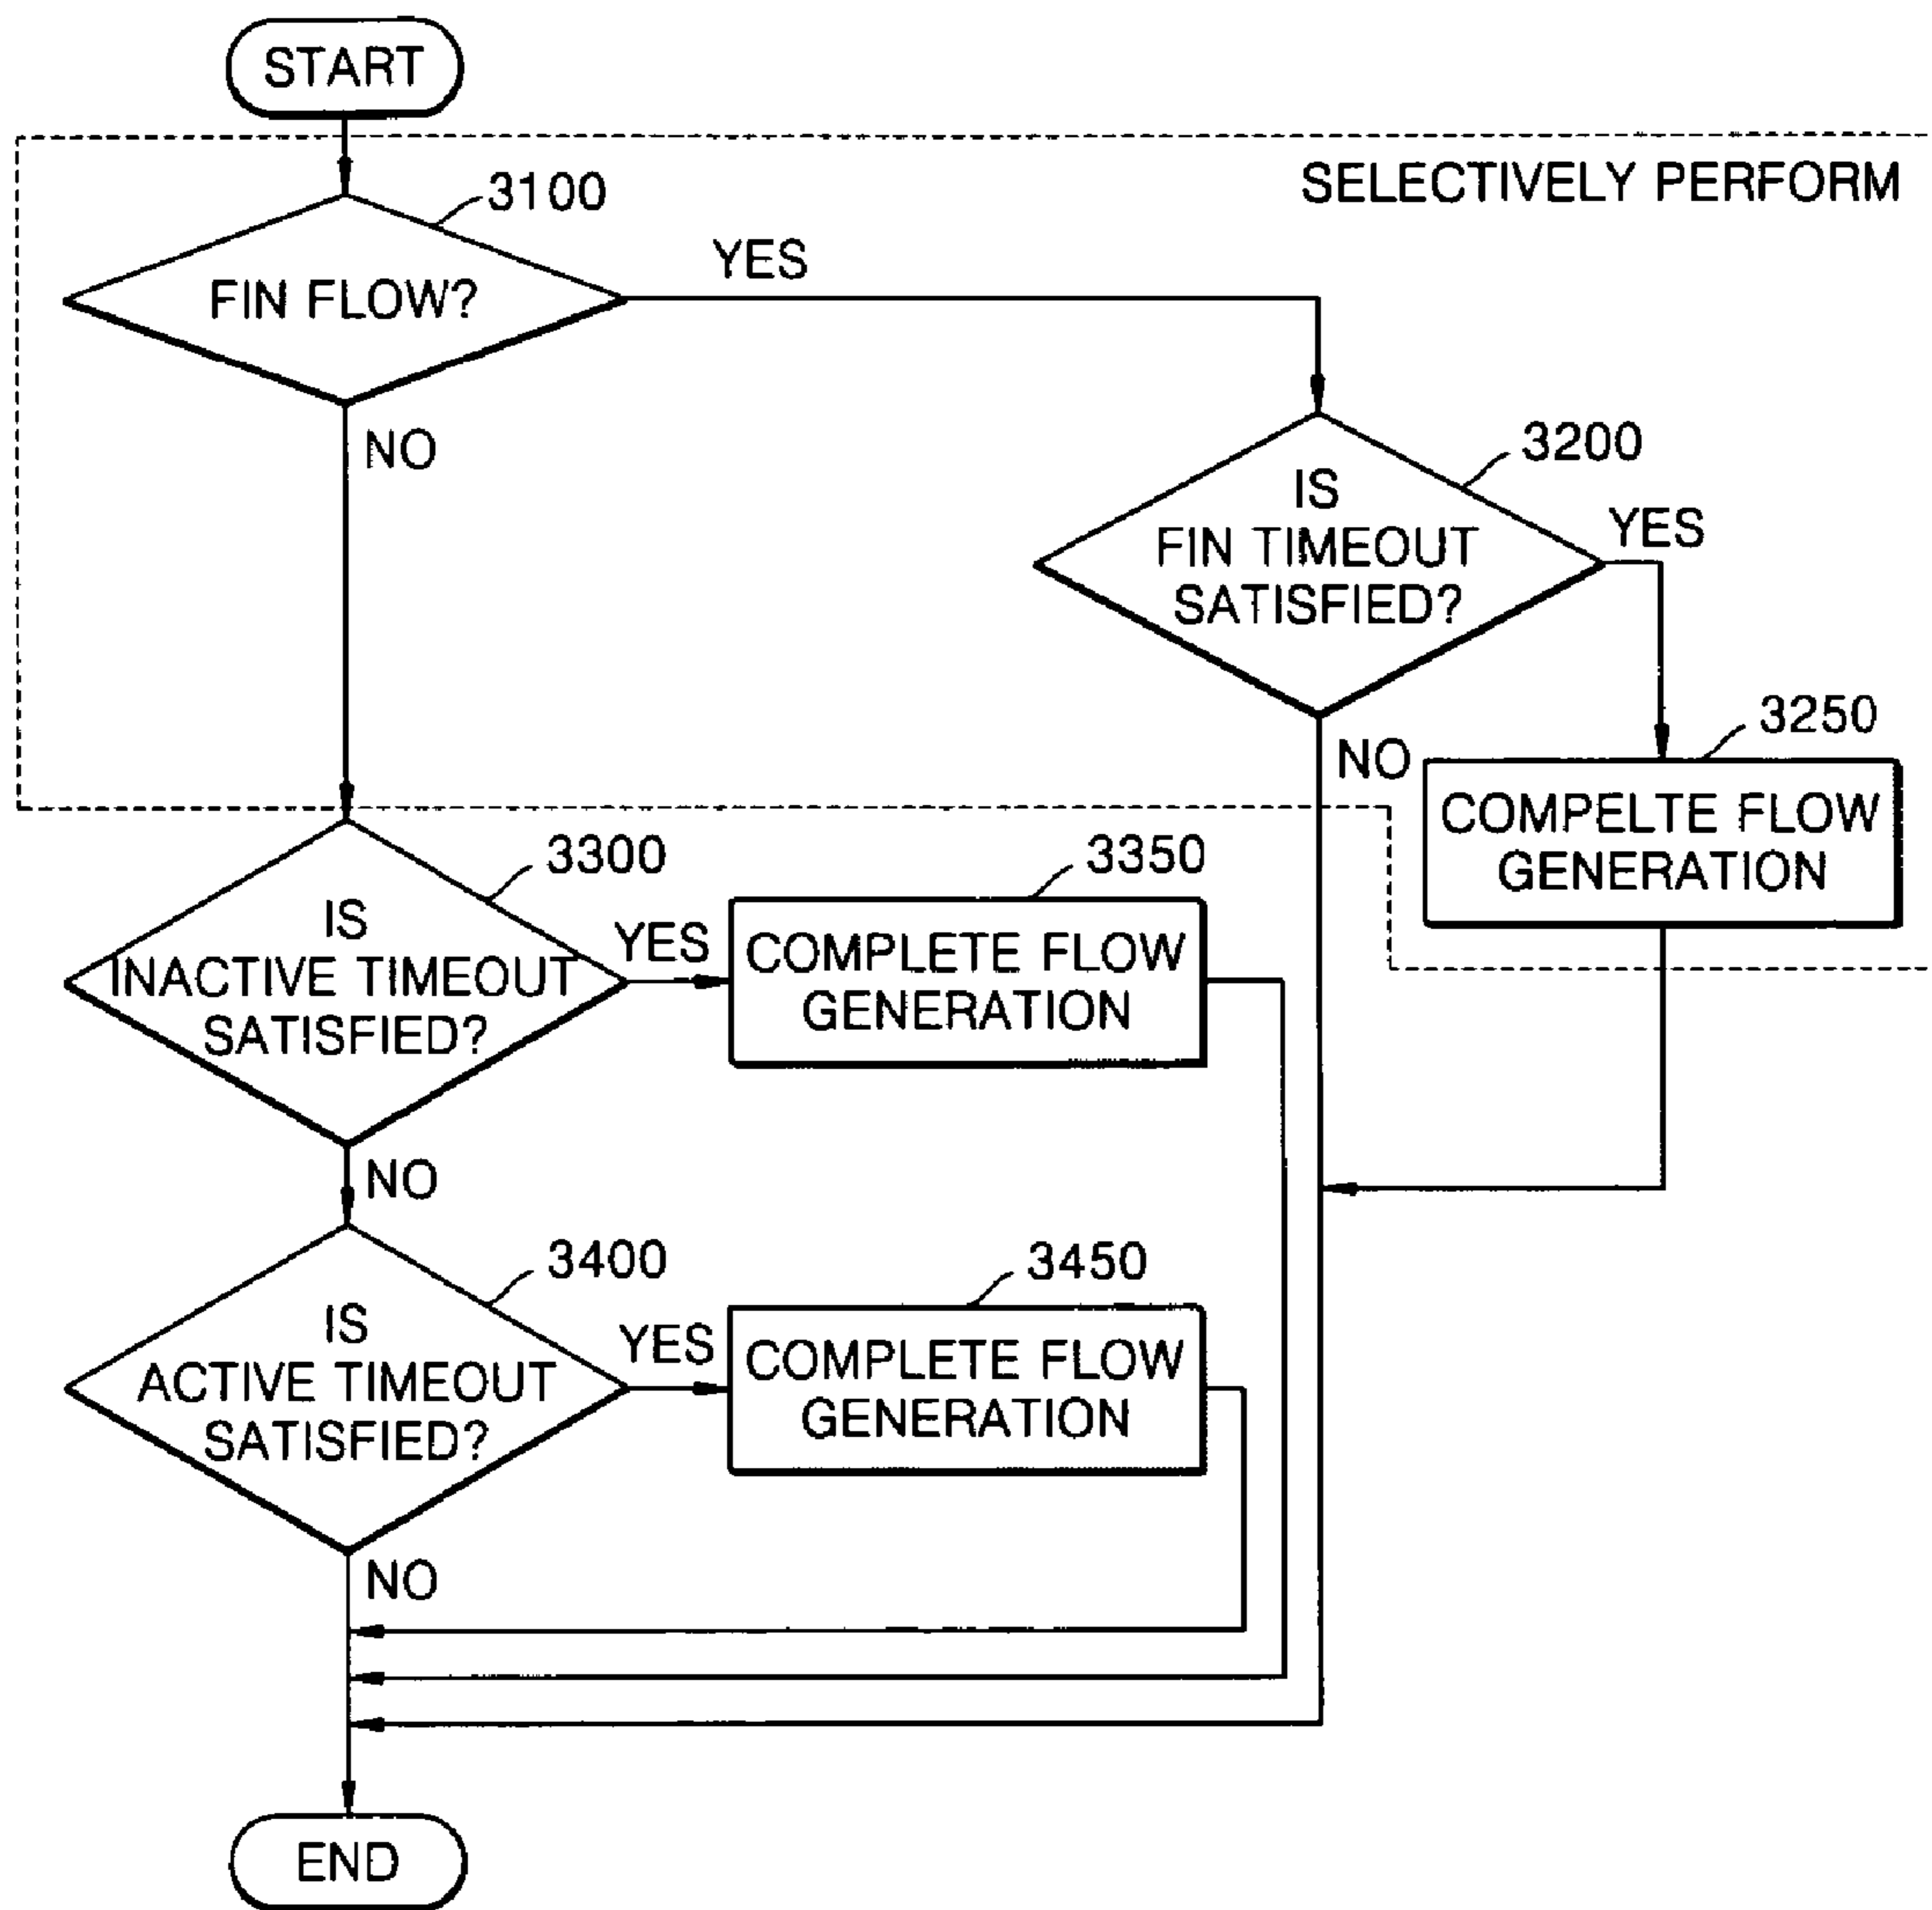 START
SELECTIVELY PERFORM
3100
FIN FLOW?
YES
NO
3200
IS
FIN TIMEOUT
SATISFIED?
YES
NO
3250
COMPELTE FLOW
GENERATION
3300
IS
INACTIVE TIMEOUT
SATISFIED?
YES
3350
COMPLETE FLOW
GENERATION
NO
3400
IS
ACTIVE TIMEOUT
SATISFIED?
YES
3450
COMPLETE FLOW
GENERATION
NO
END